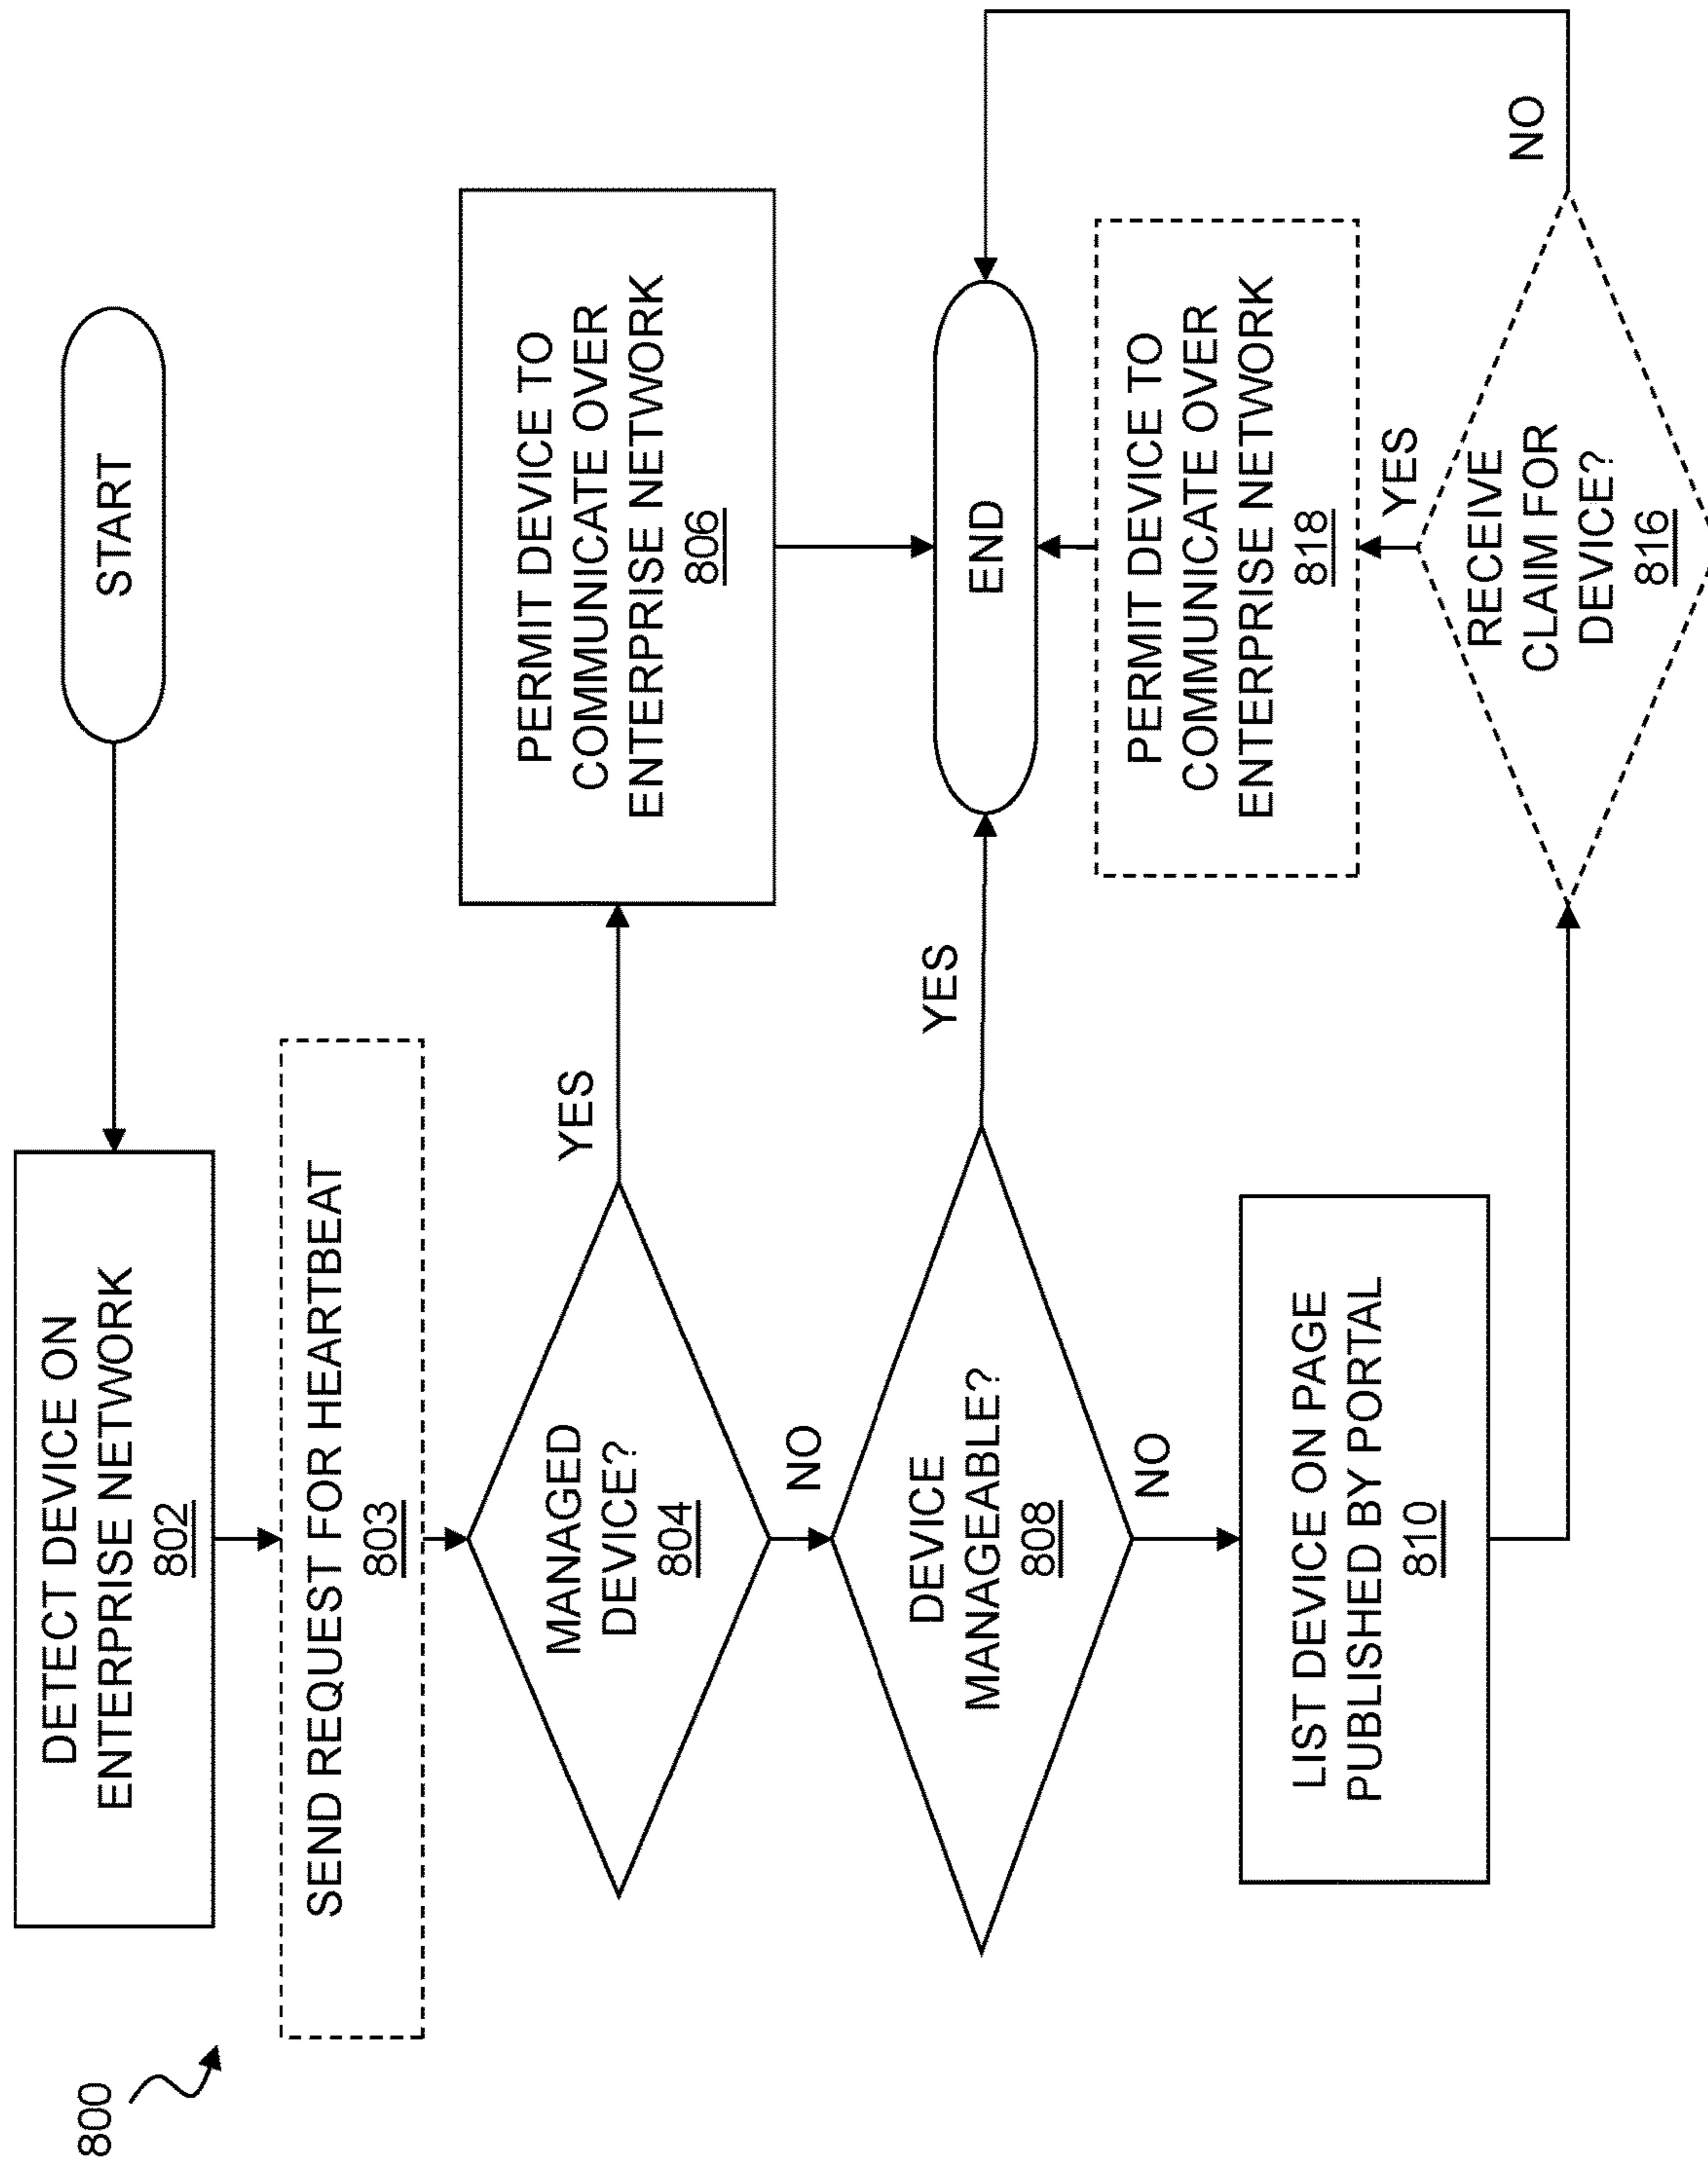 800
START
DETECT DEVICE ON
ENTERPRISE NETWORK
802
SEND REQUEST FOR HEARTBEAT
803
MANAGED
DEVICE?
804
YES
PERMIT DEVICE TO
COMMUNICATE OVER
ENTERPRISE NETWORK
806
NO
DEVICE
MANAGEABLE?
808
YES
END
NO
LIST DEVICE ON PAGE
PUBLISHED BY PORTAL
810
RECEIVE
CLAIM FOR
DEVICE?
816
YES
PERMIT DEVICE TO
COMMUNICATE OVER
ENTERPRISE NETWORK
818
NO